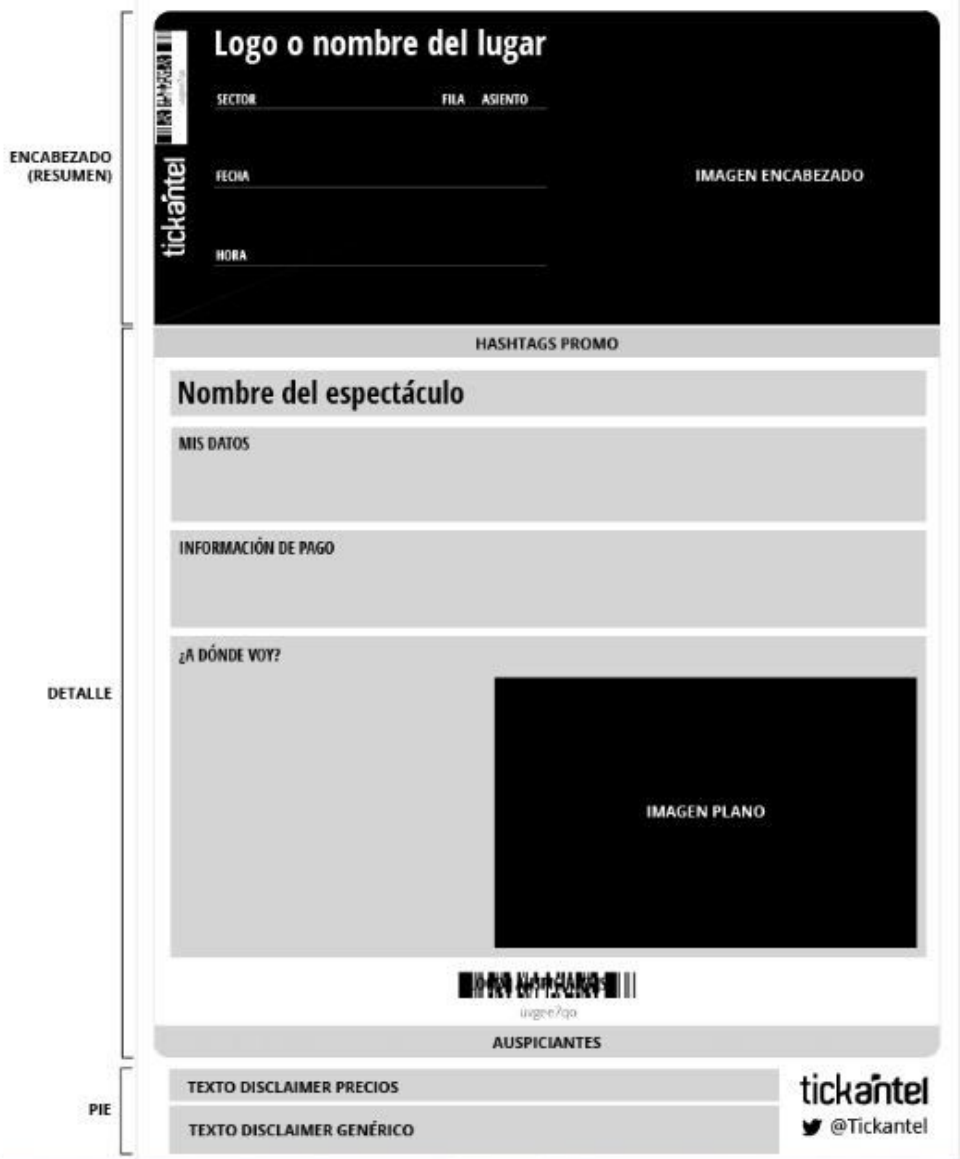 Logo o nombre del lugar
SECTOR FILA ASIENTO
ENCABEZADO
(RESUMEN)
FECHA
IMAGEN ENCABEZADO
tickantel
HORA
HASHTAGS PROMO
Nombre del espectáculo
MIS DATOS
INFORMACIÓN DE PAGO
¿A DÓNDE VOY?
DETALLE
IMAGEN PLANO
uvgee7qo
AUSPICIANTES
PIE
TEXTO DISCLAIMER PRECIOS
TEXTO DISCLAIMER GENÉRICO
tickantel
@Tickantel